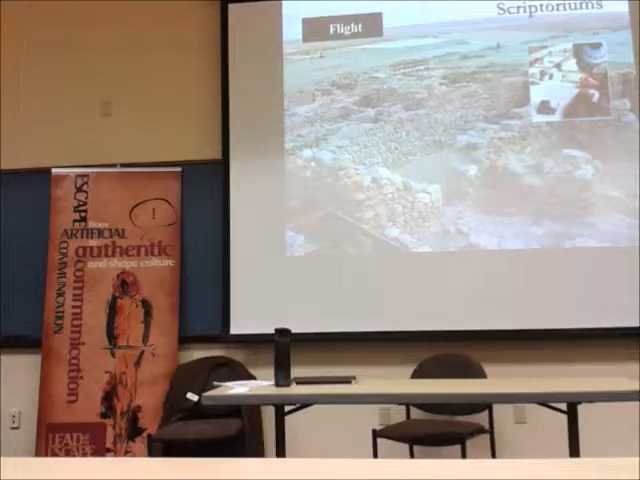 Scriptoriums
Flight
ESCAPE from
ARTIFICIAL
COMMUNICATION
authentic
and shape culture
communication
LEAD
ESCAPE